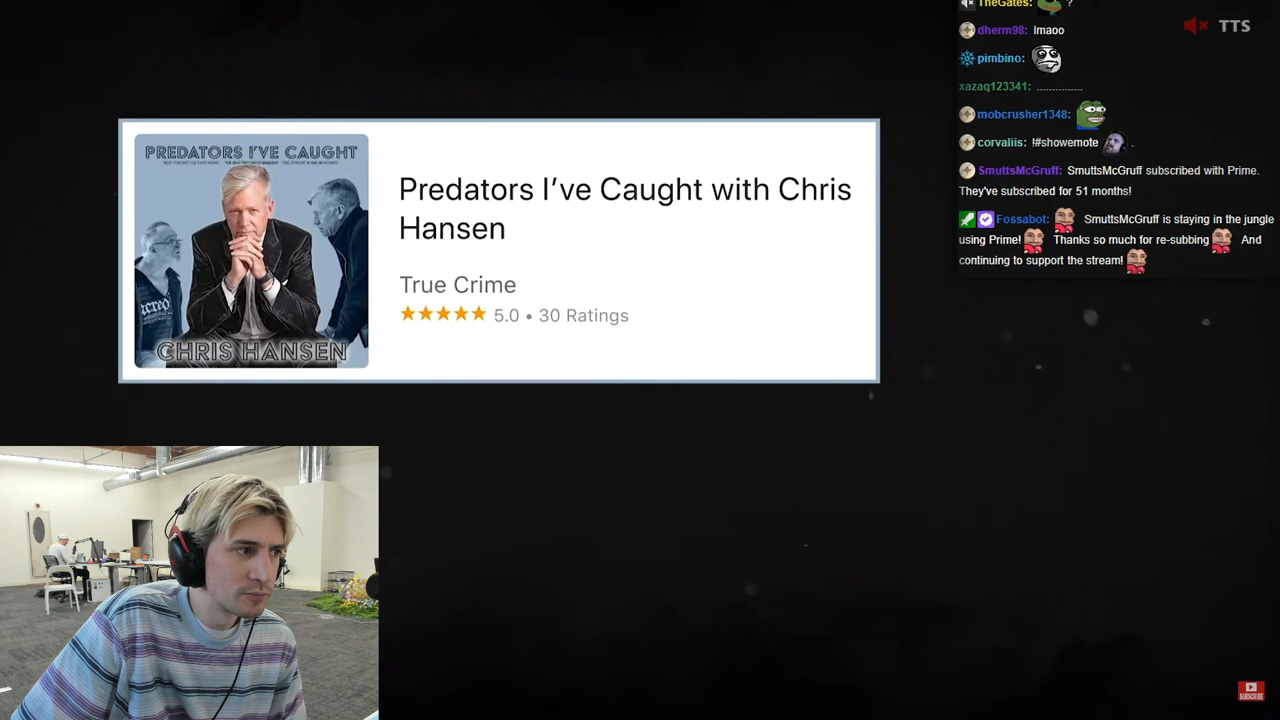 PREDATORS I'VE CAUGHT
CHRIS HANSEN
Predators I’ve Caught with Chris
Hansen
True Crime
5.0 • 30 Ratings
TheGates: ?
dherm98: lmaoo
pimbino:
xazaq123341: ...............
mobcrusher1348:
corvaliis: !#showemote .
SmuttsMcGruff: SmuttsMcGruff subscribed with Prime.
They've subscribed for 51 months!
Fossabot: SmuttsMcGruff is staying in the jungle
using Prime! Thanks so much for re-subbing And
continuing to support the stream!
TTS
SUBSCRIBE